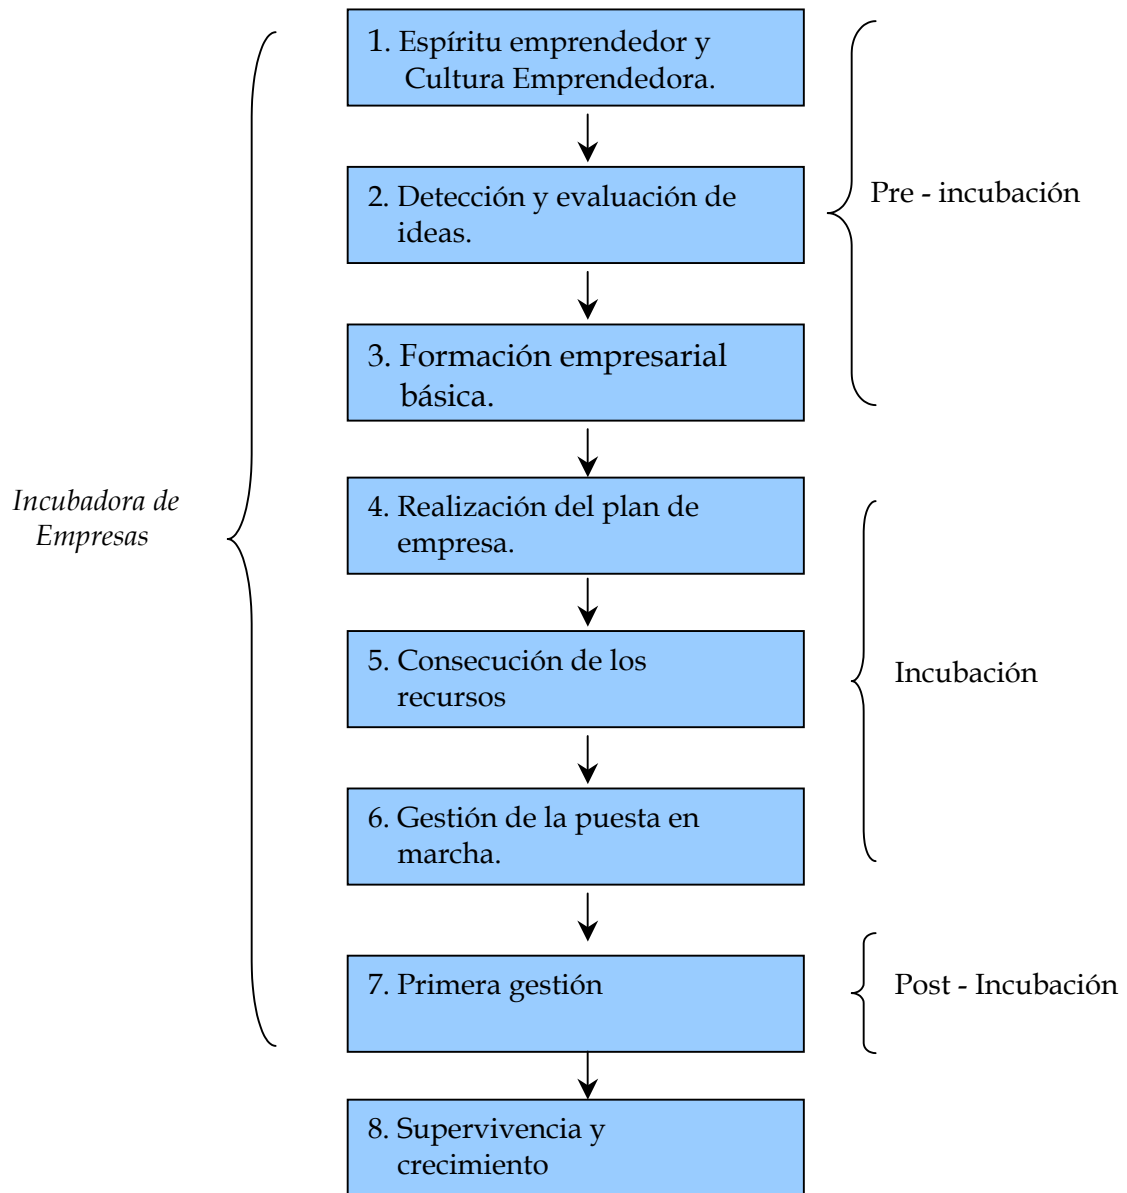 1. Espíritu emprendedor y
Cultura Emprendedora.
2. Detección y evaluación de
ideas.
Pre - incubación
3. Formación empresarial
básica.
Incubadora de
Empresas
4. Realización del plan de
empresa.
5. Consecución de los
recursos
Incubación
6. Gestión de la puesta en
marcha.
7. Primera gestión
Post - Incubación
8. Supervivencia y
crecimiento